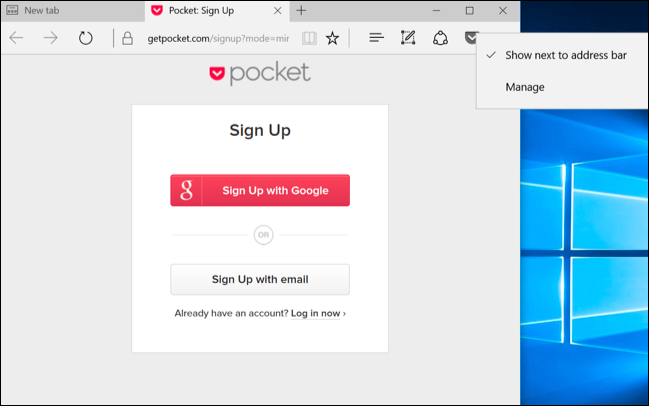 New tab
Pocket: Sign Up
getpocket.com/signup?mode=mir
Show next to address bar
Manage
pocket
Sign Up
g Sign Up with Google
OR
Sign Up with email
Already have an account? Log in now ›